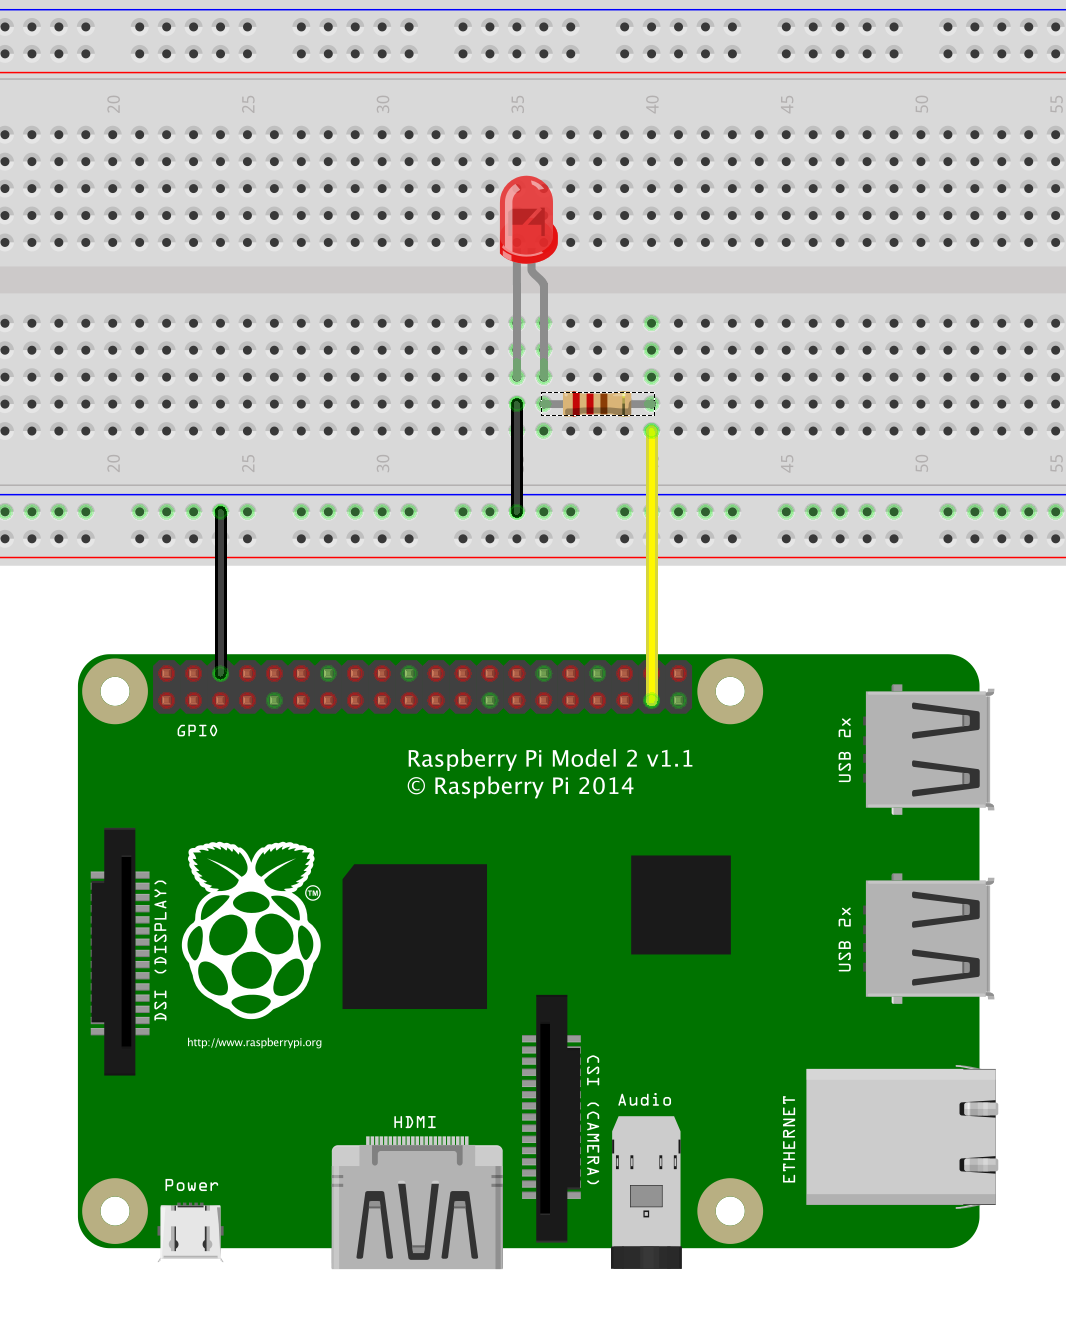 20 25 30 35 40 45 50 55
20 25 30 45 50 55
GPIO
Raspberry Pi Model 2 v1.1
© Raspberry Pi 2014
USB 2x
TM
DSI (DISPLAY)
USB 2x
http://www.raspberrypi.org
CSI (CAMERA)
Audio
ETHERNET
HDMI
Power